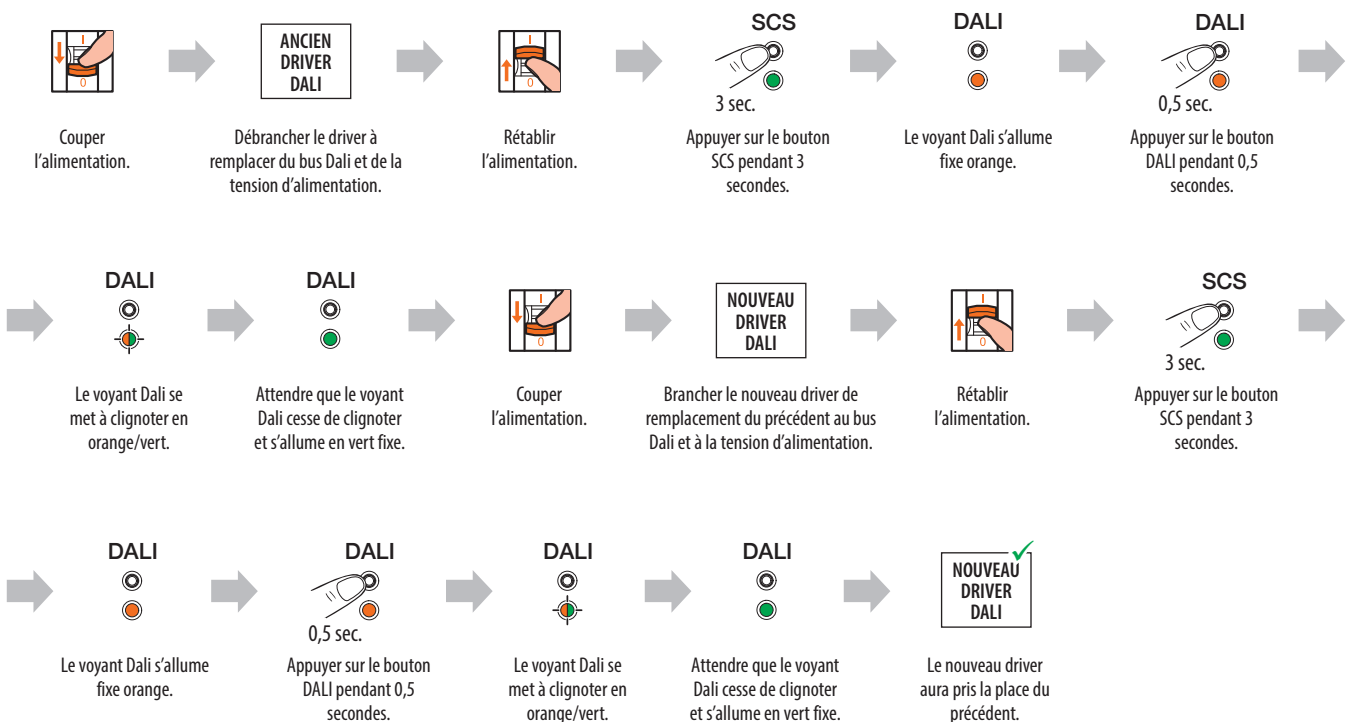 I
0
Couper
l'alimentation.
ANCIEN
DRIVER
DALI
Débrancher le driver à
remplacer du bus Dali et de la
tension d'alimentation.
I
0
Rétablir
l'alimentation.
SCS
3 sec.
Appuyer sur le bouton
SCS pendant 3
secondes.
DALI
Le voyant Dali s'allume
fixe orange.
DALI
0,5 sec.
Appuyer sur le bouton
DALI pendant 0,5
secondes.
DALI
Le voyant Dali se
met à clignoter en
orange/vert.
DALI
Attendre que le voyant
Dali cesse de clignoter
et s'allume en vert fixe.
I
0
Couper
l'alimentation.
NOUVEAU
DRIVER
DALI
Brancher le nouveau driver de
remplacement du précédent au bus
Dali et à la tension d'alimentation.
I
0
Rétablir
l'alimentation.
SCS
3 sec.
Appuyer sur le bouton
SCS pendant 3
secondes.
DALI
Le voyant Dali s'allume
fixe orange.
DALI
0,5 sec.
Appuyer sur le bouton
DALI pendant 0,5
secondes.
DALI
Le voyant Dali se
met à clignoter en
orange/vert.
DALI
Attendre que le voyant
Dali cesse de clignoter
et s'allume en vert fixe.
NOUVEAU
DRIVER
DALI
Le nouveau driver
aura pris la place du
précédent.